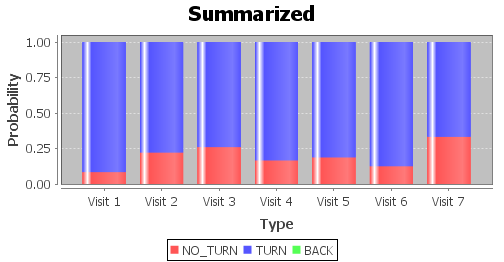 Summarized
Probability
1.00
0.75
0.50
0.25
0.00
Visit 1 Visit 2 Visit 3 Visit 4 Visit 5 Visit 6 Visit 7
Type
NO_TURN TURN BACK